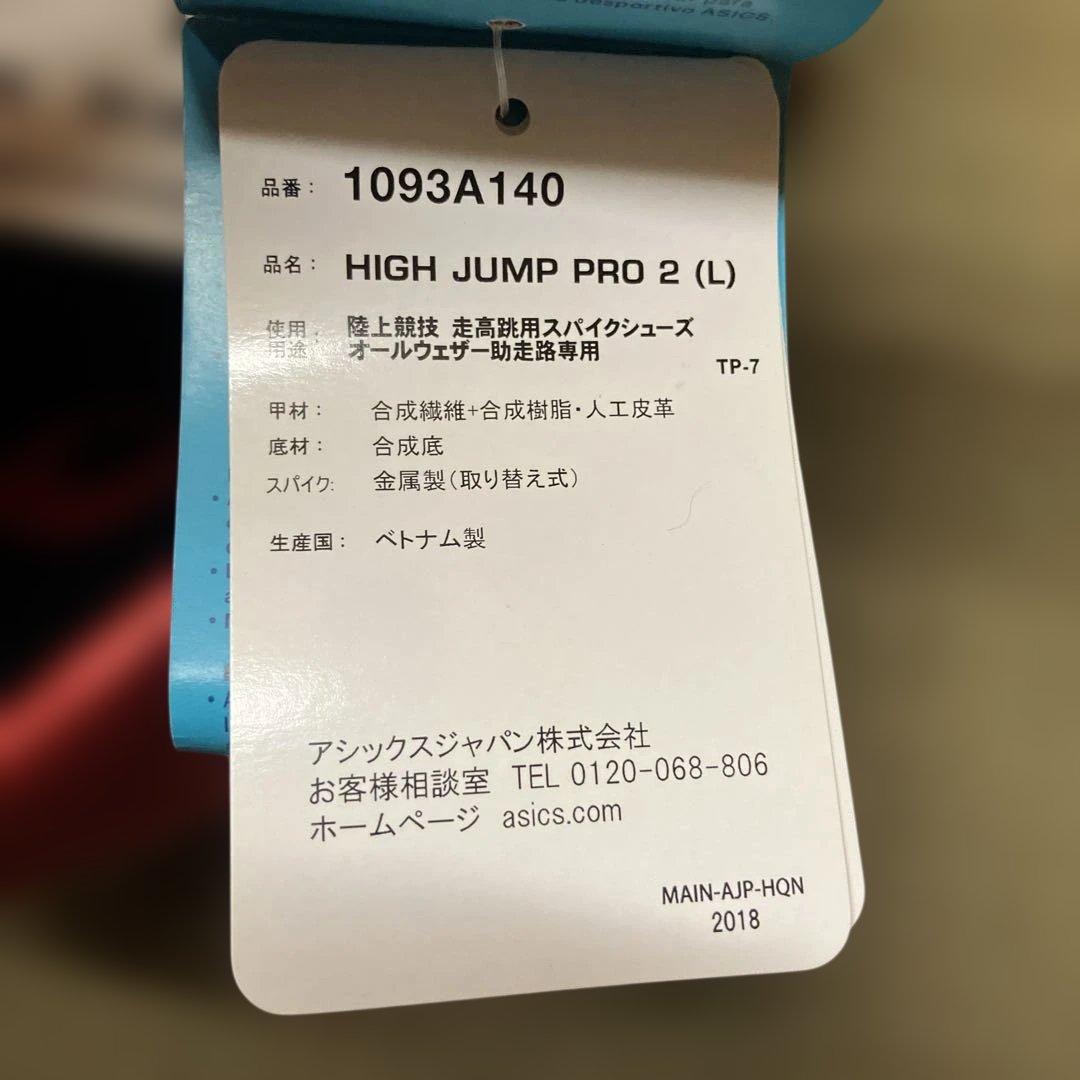 para
Desportivo ASICS
品番： 1093A140
品名： HIGH JUMP PRO 2 (L)
使用 : 陸上競技 走高跳用スパイクシューズ
用途 オールウェザー助走路専用
TP-7
甲材： 合成繊維+合成樹脂・人工皮革
底材： 合成底
スパイク: 金属製(取り替え式)
生産国： ベトナム製
アシックスジャパン株式会社
お客様相談室 TEL 0120-068-806
ホームページ asics.com
MAIN-AJP-HQN
2018